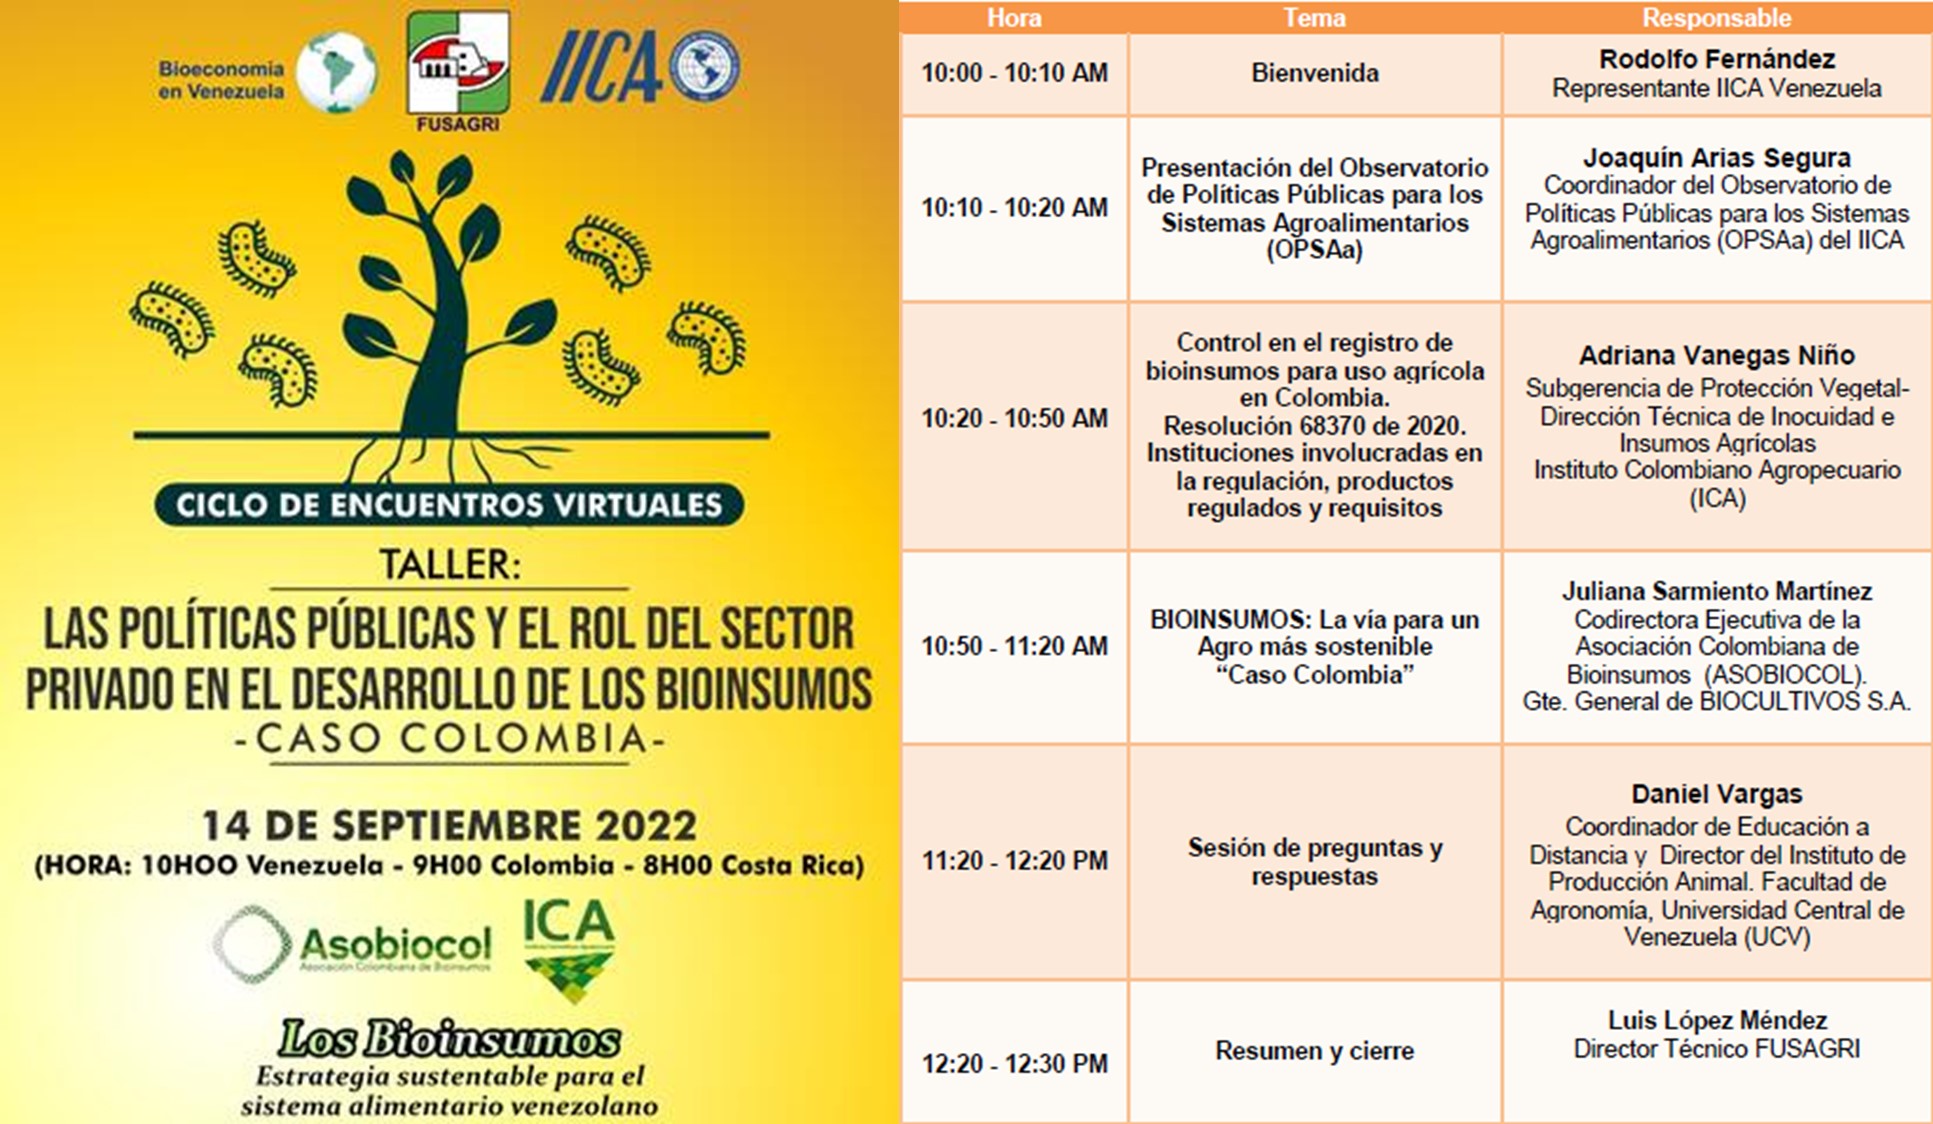 Bioeconomía
en Venezuela
FUSAGRI
IICA
CICLO DE ENCUENTROS VIRTUALES
TALLER:
LAS POLÍTICAS PÚBLICAS Y EL ROL DEL SECTOR
PRIVADO EN EL DESARROLLO DE LOS BIOINSUMOS
-CASO COLOMBIA-
14 DE SEPTIEMBRE 2022
(HORA: 10HOO Venezuela - 9H00 Colombia - 8H00 Costa Rica)
Asobiocol
Asociación Colombiana de Bioinsumos
ICA
Los Bioinsumos
Estrategia sustentable para el
sistema alimentario venezolano
Hora Tema Responsable
10:00 - 10:10 AM
Bienvenida
Rodolfo Fernández
Representante IICA Venezuela
10:10 - 10:20 AM
Presentación del Observatorio
de Políticas Públicas para los
Sistemas Agroalimentarios
(OPSAa)
Joaquín Arias Segura
Coordinador del Observatorio de
Políticas Públicas para los Sistemas
Agroalimentarios (OPSAa) del IICA
10:20 - 10:50 AM
Control en el registro de
bioinsumos para uso agrícola
en Colombia.
Resolución 68370 de 2020.
Instituciones involucradas en
la regulación, productos
regulados y requisitos
Adriana Vanegas Niño
Subgerencia de Protección Vegetal-
Dirección Técnica de Inocuidad e
Insumos Agrícolas
Instituto Colombiano Agropecuario
(ICA)
10:50 - 11:20 AM
BIOINSUMOS: La vía para un
Agro más sostenible
“Caso Colombia”
Juliana Sarmiento Martínez
Codirectora Ejecutiva de la
Asociación Colombiana de
Bioinsumos (ASOBIOCOL).
Gte. General de BIOCULTIVOS S.A.
11:20 - 12:20 PM
Sesión de preguntas y
respuestas
Daniel Vargas
Coordinador de Educación a
Distancia y Director del Instituto de
Producción Animal. Facultad de
Agronomía, Universidad Central de
Venezuela (UCV)
12:20 - 12:30 PM
Resumen y cierre
Luis López Méndez
Director Técnico FUSAGRI